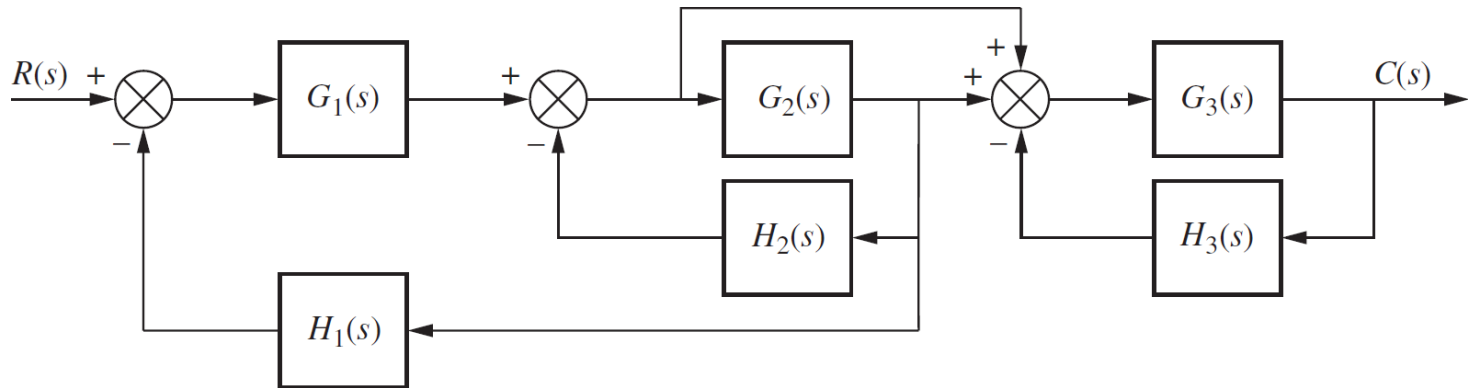 R(s) + G₁(s) + G₂(s) + + G₃(s) C(s)
− − −
H₂(s) H₃(s)
H₁(s)